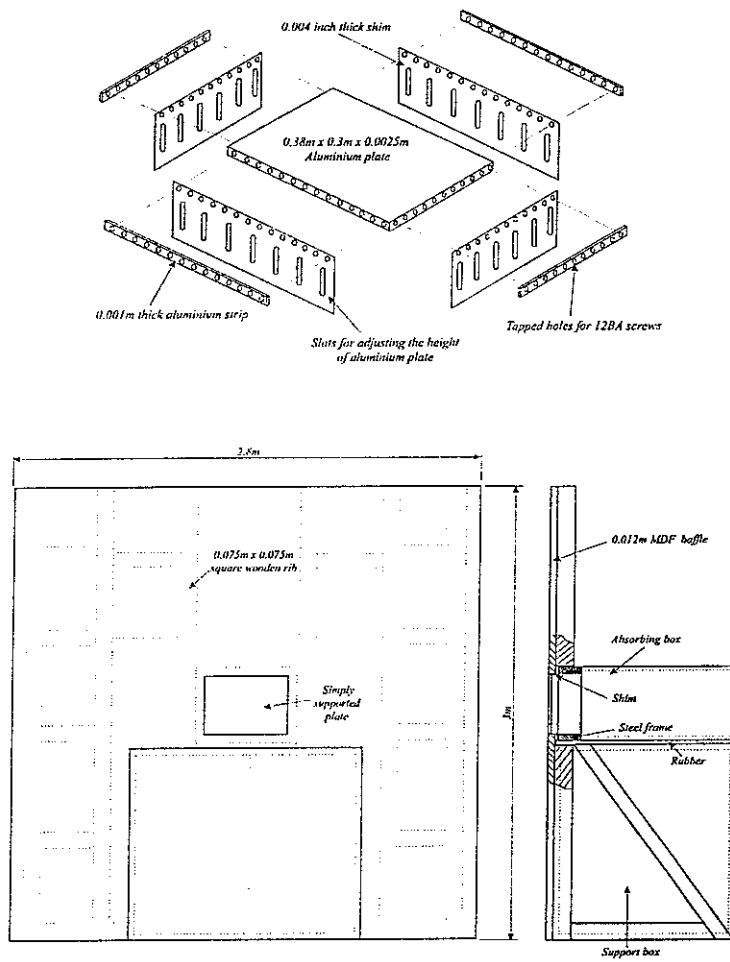 0.004 inch thick shim
0.38m x 0.3m x 0.0025m
Aluminium plate
0.001m thick aluminium strip
Slots for adjusting the height
of aluminium plate
Tapped holes for 12BA screws
2.8m
0.075m x 0.075m
square wooden rib
0.012m MDF baffle
Absorbing box
Simply
supported
plate
Shim
3m
Steel frame
Rubber
Support box